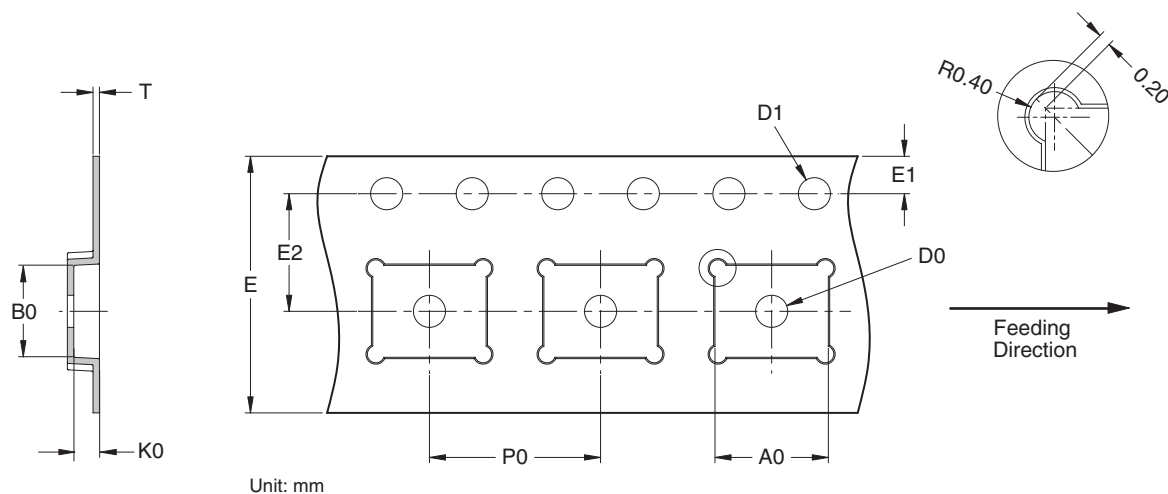 T
B0
K0
E
E2
D1
E1
D0
P0
A0
R0.40
0.20
Feeding
Direction
Unit: mm